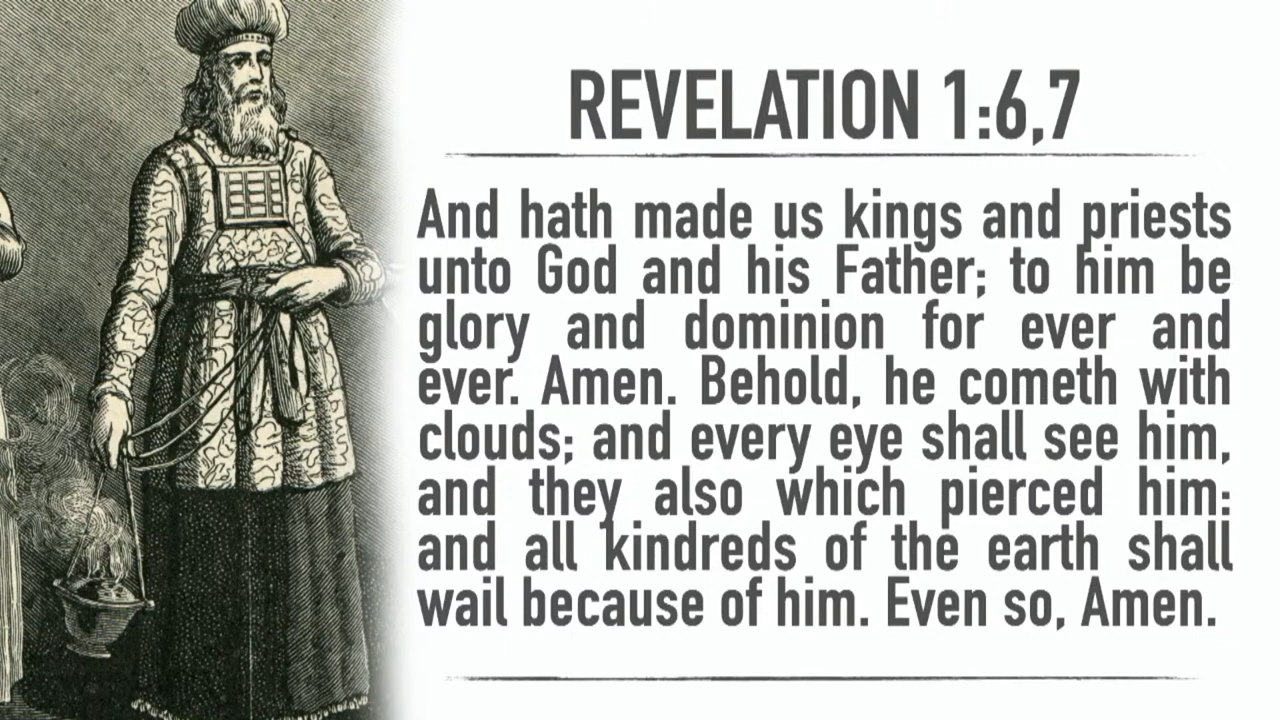 REVELATION 1:6,7
And hath made us kings and priests
unto God and his Father; to him be
glory and dominion for ever and
ever. Amen. Behold, he cometh with
clouds; and every eye shall see him,
and they also which pierced him:
and all kindreds of the earth shall
wail because of him. Even so, Amen.